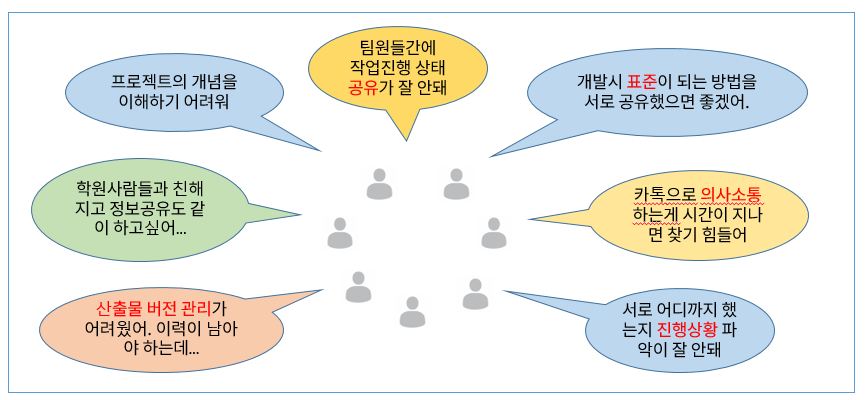 팀원들간에
작업진행 상태
공유가 잘 안돼
프로젝트의 개념을
이해하기 어려워
개발시 표준이 되는 방법을
서로 공유했으면 좋겠어.
학원사람들과 친해
지고 정보공유도 같
이 하고싶어...
카톡으로 의사소통
하는게 시간이 지나
면 찾기 힘들어
산출물 버전 관리가
어려웠어. 이력이 남아
야 하는데...
서로 어디까지 했
는지 진행상황 파
악이 잘 안돼